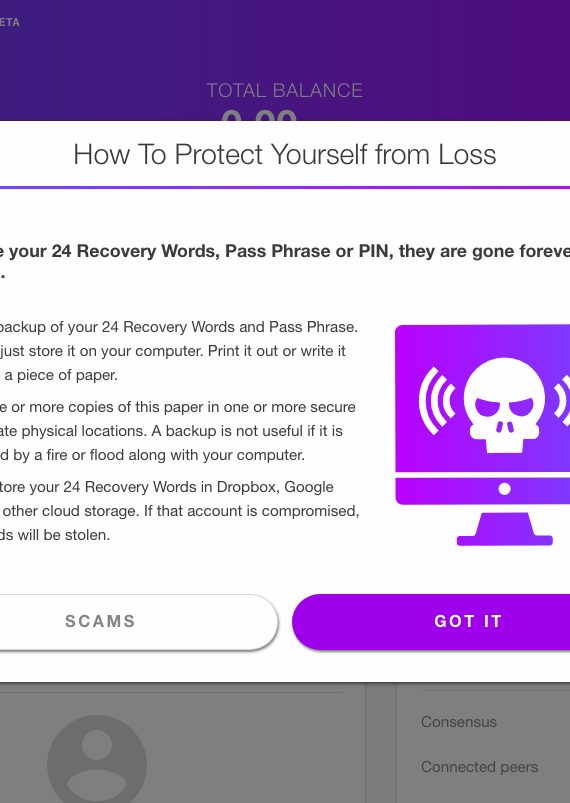 ETA
TOTAL BALANCE
0.00
How To Protect Yourself from Loss
your 24 Recovery Words, Pass Phrase or PIN, they are gone
.
backup of your 24 Recovery Words and Pass Phrase.
just store it on your computer. Print it out or write it
a piece of paper.
or more copies of this paper in one or more secure
physical locations. A backup is not useful if it is
by a fire or flood along with your computer.
your 24 Recovery Words in Dropbox, Google
other cloud storage. If that account is compromised,
will be stolen.
SCAMS
GOT IT
Consensus
Connected peers